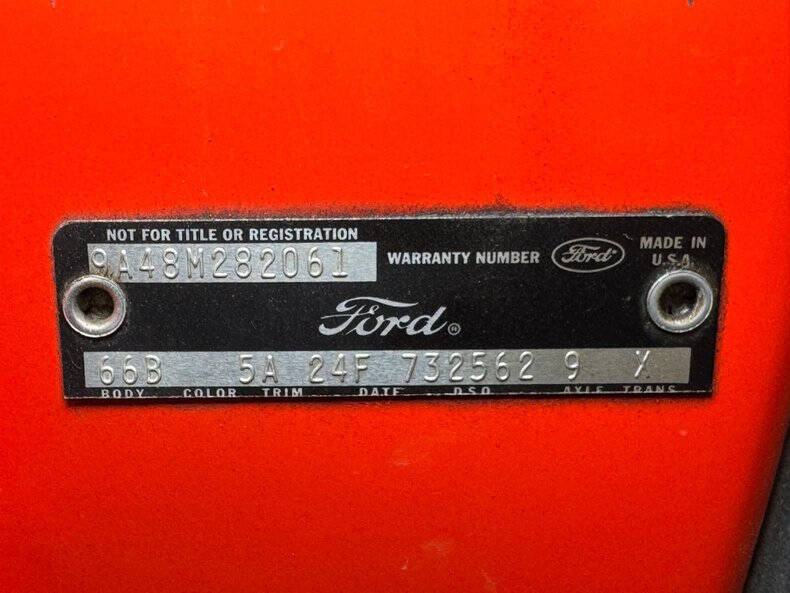 NOT FOR TITLE OR REGISTRATION
9A48M282061 WARRANTY NUMBER Ford MADE IN U.S.A.
Ford®
66B 5A 24F 732562 9 X
BODY COLOR TRIM DATE D.S.O. AXLE TRANS